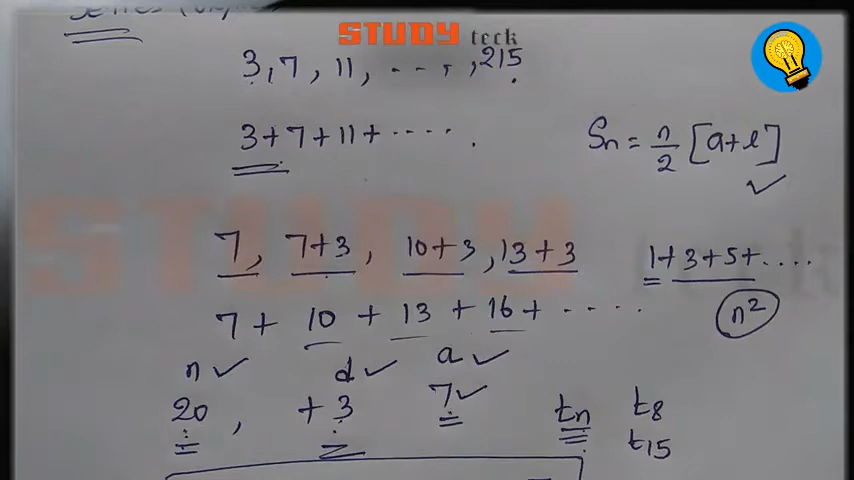 STUDY teck
3, 7, 11, ---, 215
3+7+11+.....
Sn = n/2 [a+l]
7, 7+3, 10+3, 13+3
1+3+5+....
7 + 10 + 13 + 16 + .....
n²
n ✓ d ✓ a ✓
20, +3 7 ✓ tn t8
t15